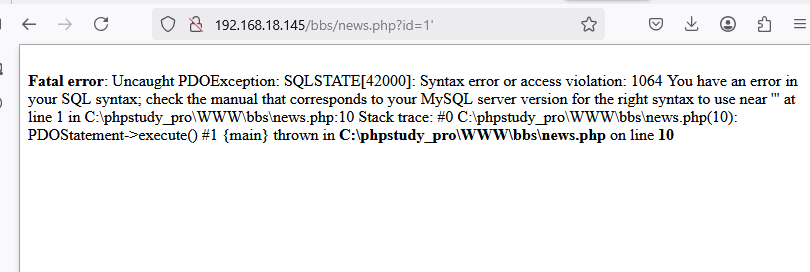 192.168.18.145/bbs/news.php?id=1'
Fatal error: Uncaught PDOException: SQLSTATE[42000]: Syntax error or access violation: 1064 You have an error in
your SQL syntax; check the manual that corresponds to your MySQL server version for the right syntax to use near ''' at
line 1 in C:\phpstudy_pro\WWW\bbs\news.php:10 Stack trace: #0 C:\phpstudy_pro\WWW\bbs\news.php(10):
PDOStatement->execute() #1 {main} thrown in C:\phpstudy_pro\WWW\bbs\news.php on line 10